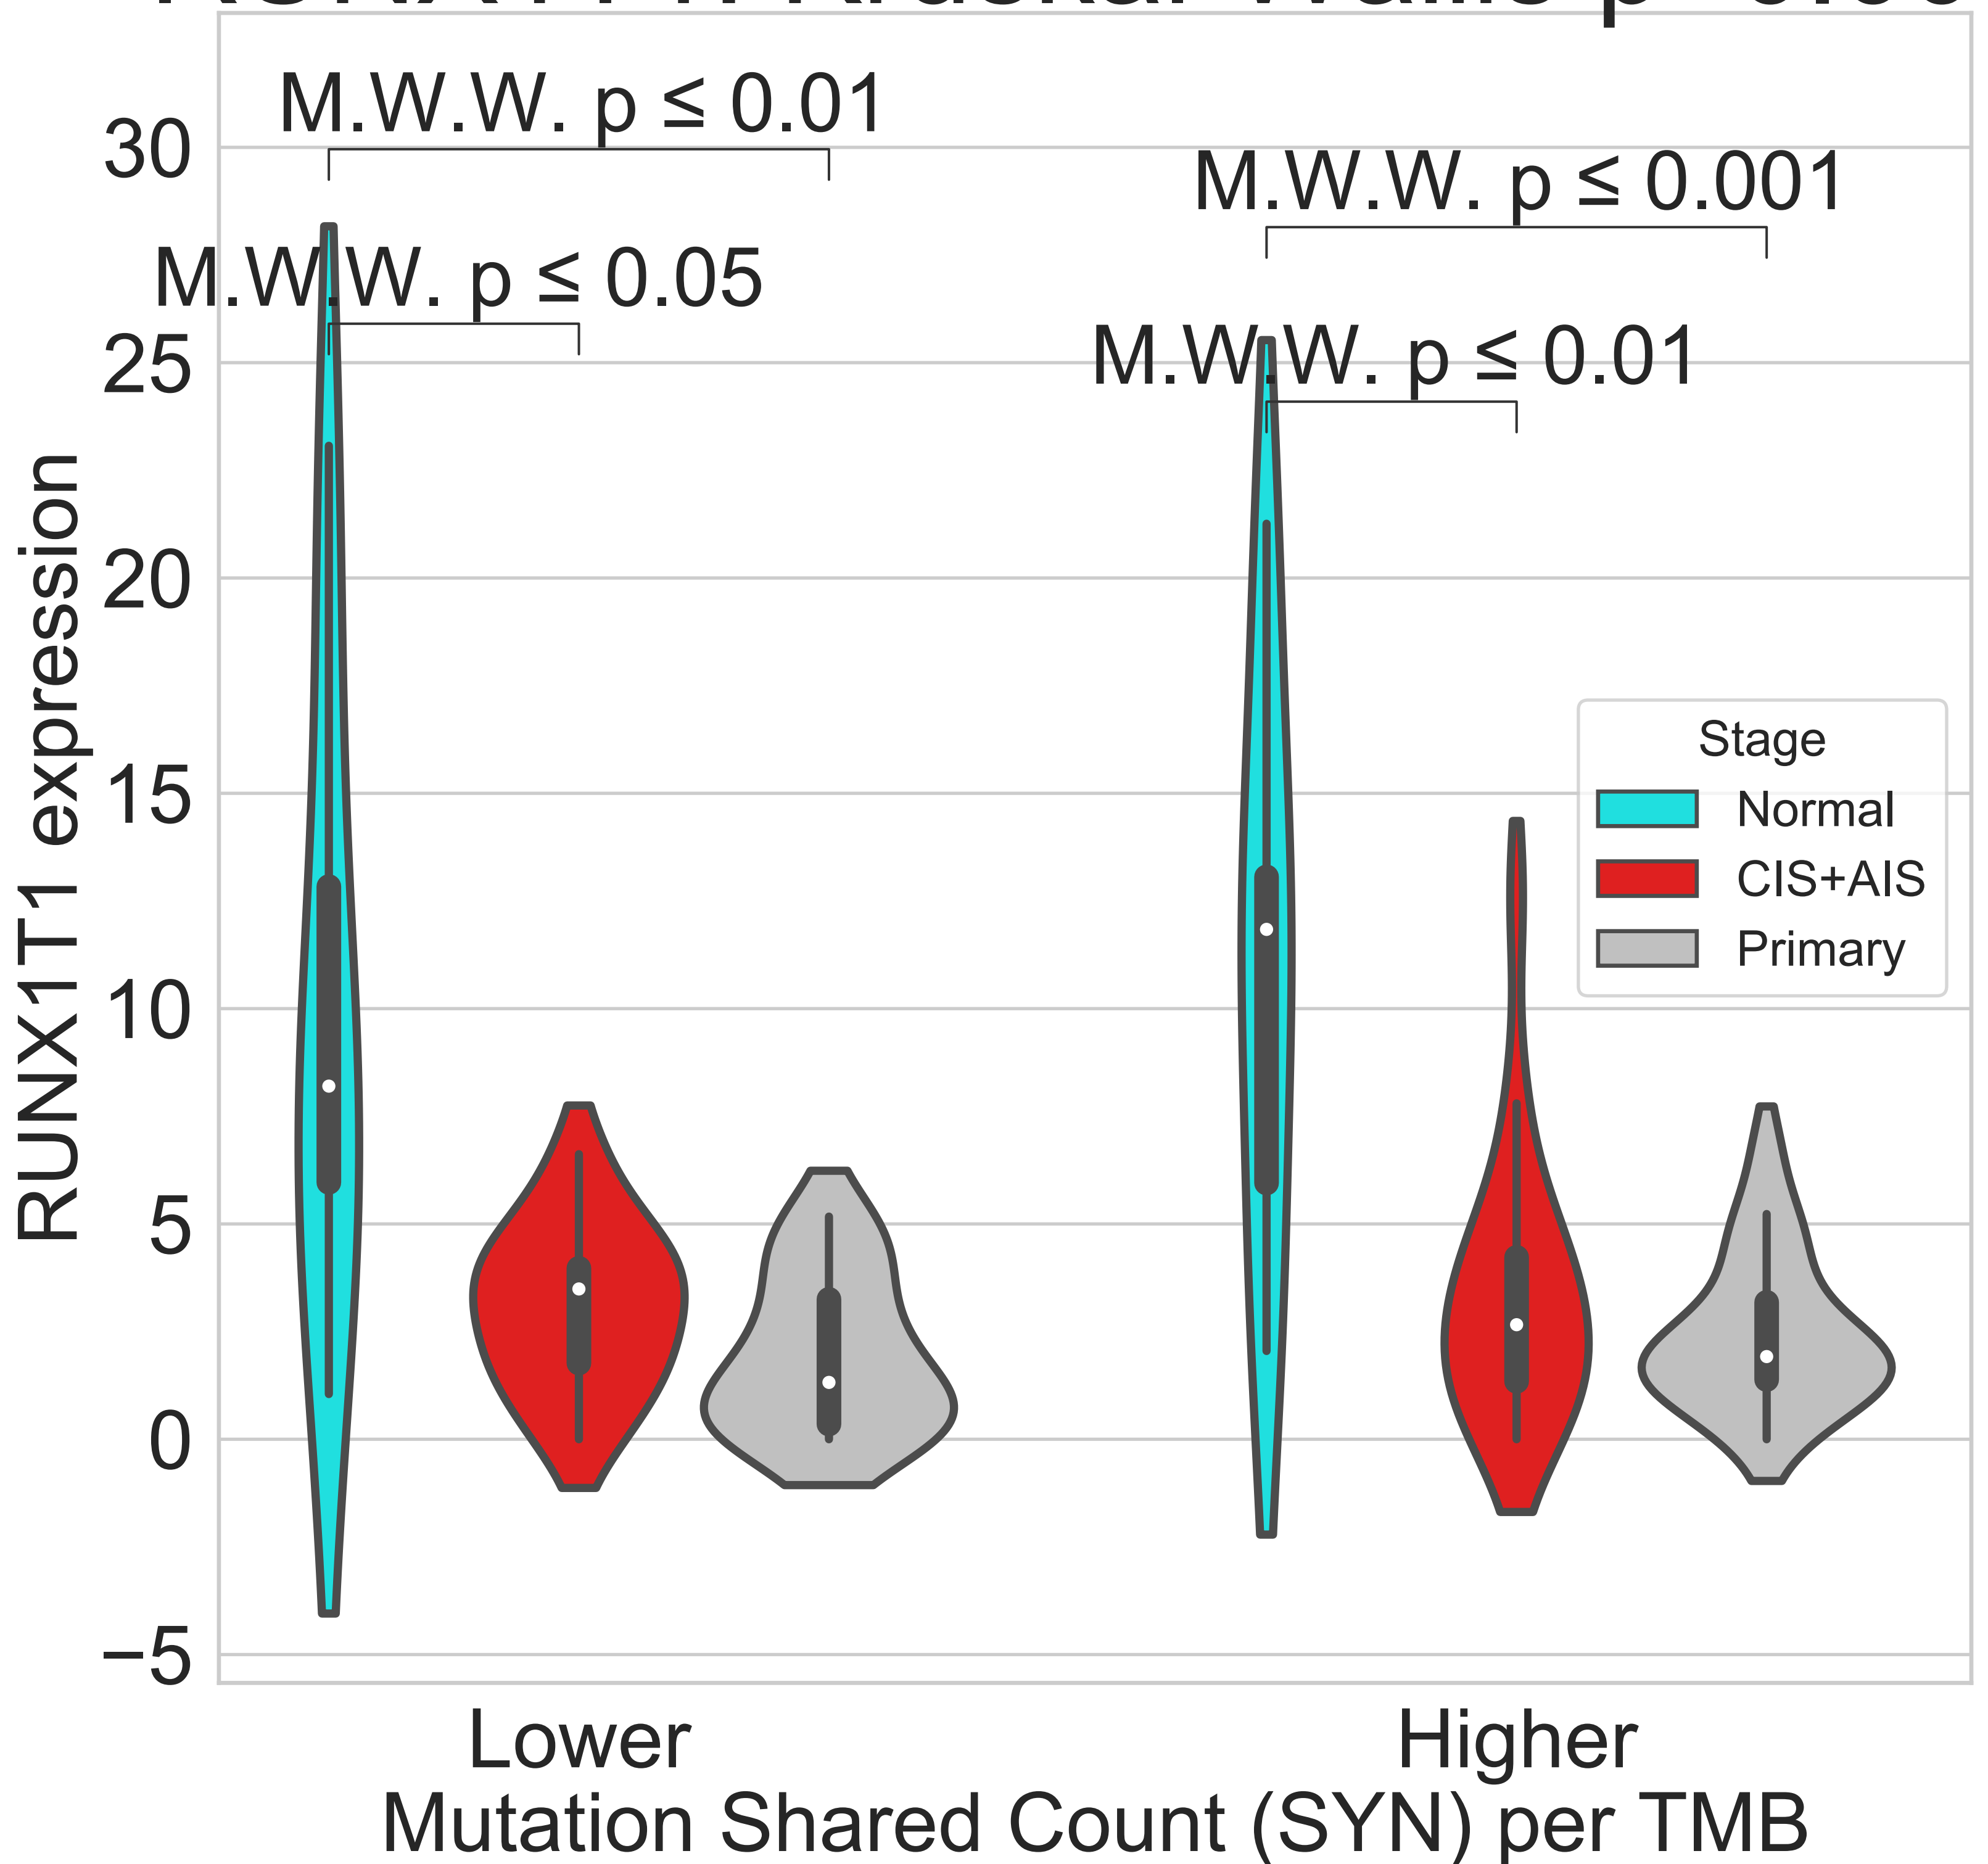 M.W.W. p ≤ 0.01
M.W.W. p ≤ 0.001
M.W.W. p ≤ 0.05
M.W.W. p ≤ 0.01
30
25
20
15
10
5
0
−5
RUNX1T1 expression
Stage
Normal
CIS+AIS
Primary
Lower
Higher
Mutation Shared Count (SYN) per TMB